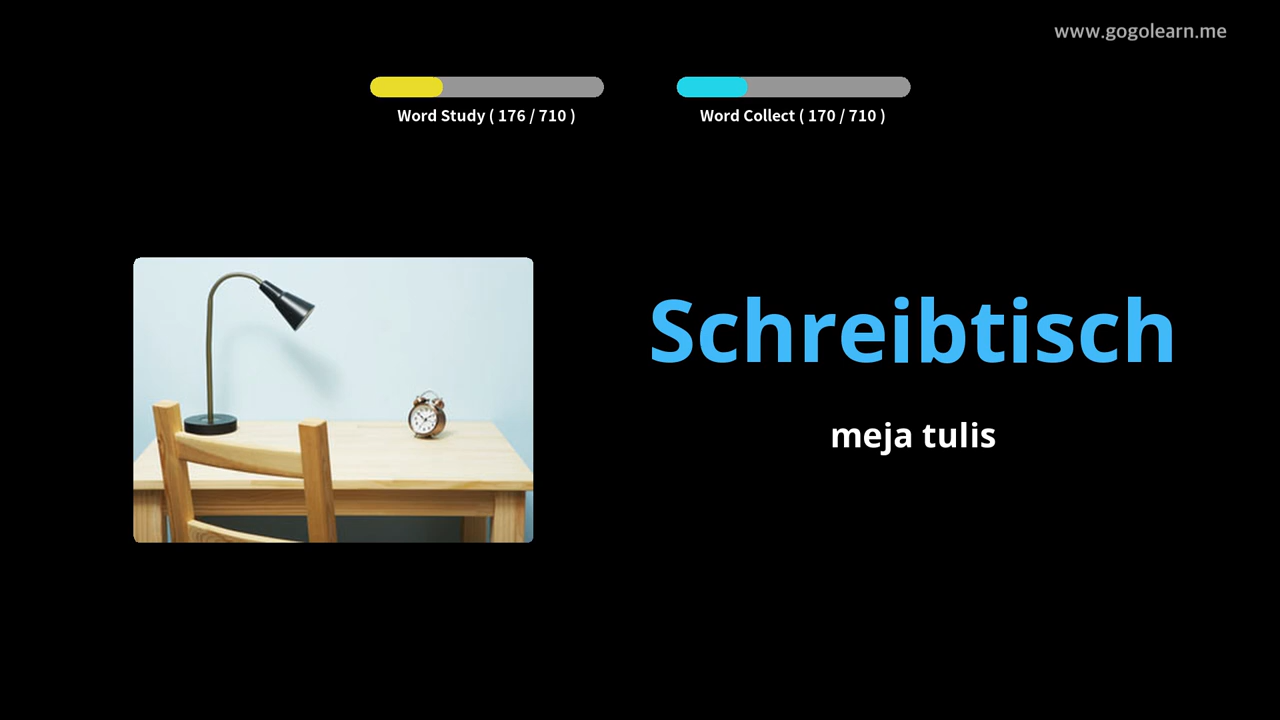 www.gogolearn.me
Word Study ( 176 / 710 )
Word Collect ( 170 / 710 )
Schreibtisch
meja tulis